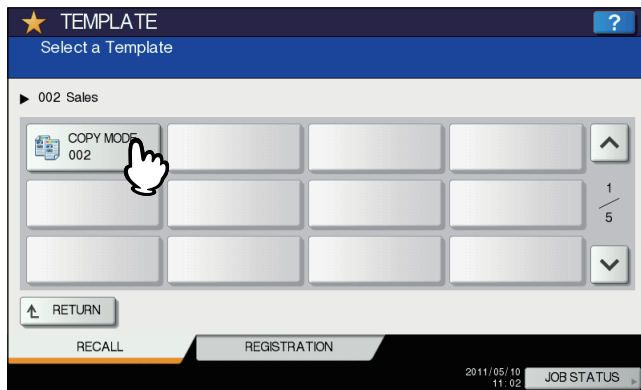 TEMPLATE
?
Select a Template
002 Sales
COPY MODE
002
1
5
RETURN
RECALL
REGISTRATION
2011/05/10
11:02
JOB STATUS